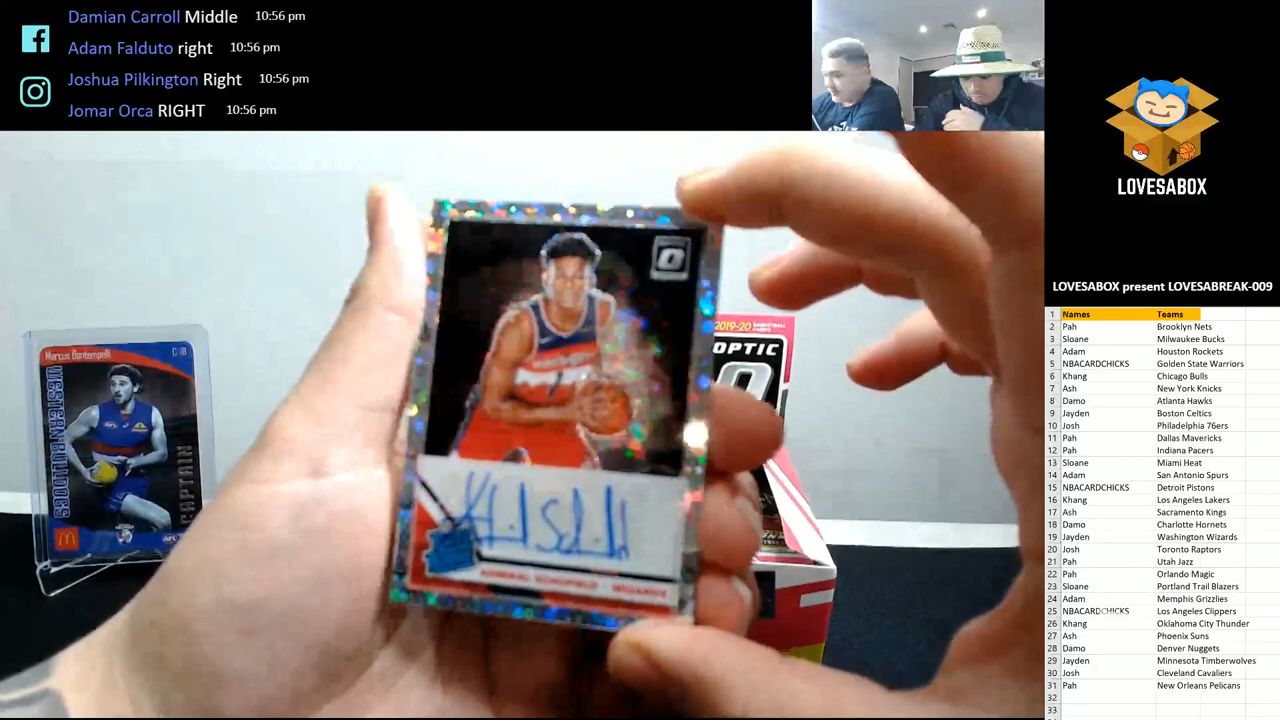 Damian Carroll Middle 10:56 pm
Adam Falduto right 10:56 pm
Joshua Pilkington Right 10:56 pm
Jomar Orca RIGHT 10:56 pm
LOVESABOX
LOVESABOX present LOVESABREAK-009
1 Names Teams
2 Pah Brooklyn Nets
3 Sloane Milwaukee Bucks
4 Adam Houston Rockets
5 NBACARDCHICKS Golden State Warriors
6 Khang Chicago Bulls
7 Ash New York Knicks
8 Damo Atlanta Hawks
9 Jayden Boston Celtics
10 Josh Philadelphia 76ers
11 Pah Dallas Mavericks
12 Pah Indiana Pacers
13 Sloane Miami Heat
14 Adam San Antonio Spurs
15 NBACARDCHICKS Detroit Pistons
16 Khang Los Angeles Lakers
17 Ash Sacramento Kings
18 Damo Charlotte Hornets
19 Jayden Washington Wizards
20 Josh Toronto Raptors
21 Pah Utah Jazz
22 Pah Orlando Magic
23 Sloane Portland Trail Blazers
24 Adam Memphis Grizzlies
25 NBACARDCHICKS Los Angeles Clippers
26 Khang Oklahoma City Thunder
27 Ash Phoenix Suns
28 Damo Denver Nuggets
29 Jayden Minnesota Timberwolves
30 Josh Cleveland Cavaliers
31 Pah New Orleans Pelicans
32
33
Marcus Bontempelli C-18
WESTERN BULLDOGS
CAPTAIN
AFL
2019-20 BASKETBALL
OPTIC
ADMIRAL SCHOFIELD - WIZARDS